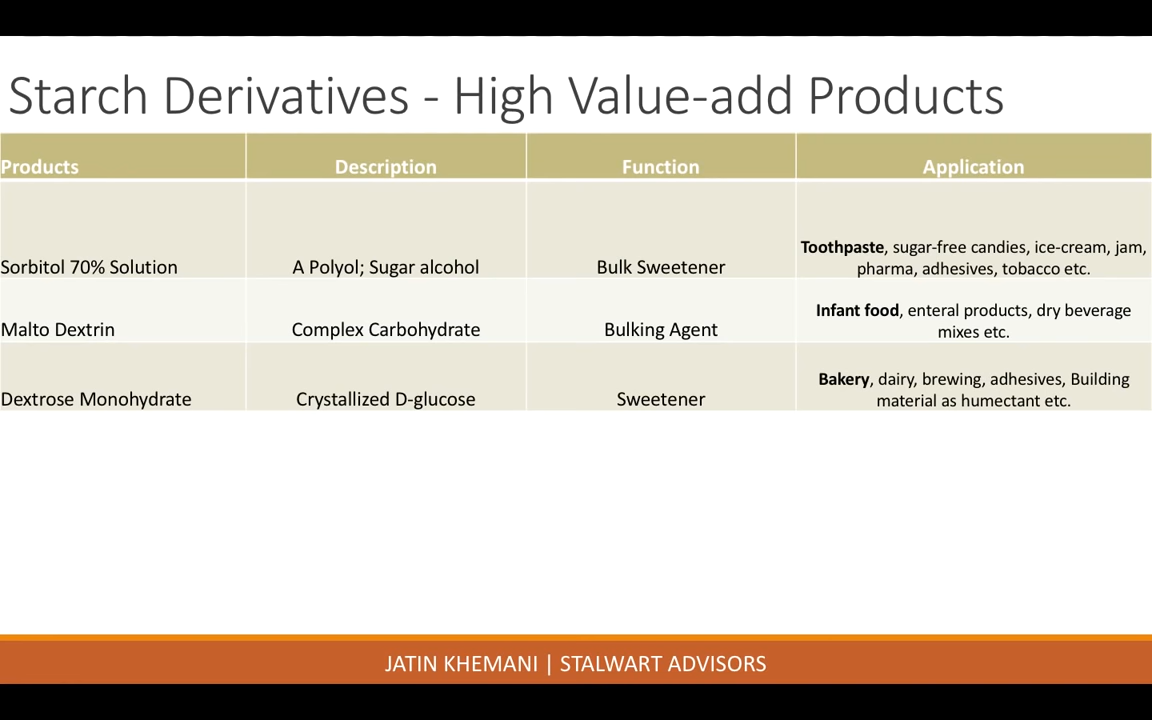 Starch Derivatives - High Value-add Products
Products Description Function Application
Sorbitol 70% Solution A Polyol; Sugar alcohol Bulk Sweetener Toothpaste, sugar-free candies, ice-cream, jam,
pharma, adhesives, tobacco etc.
Malto Dextrin Complex Carbohydrate Bulking Agent Infant food, enteral products, dry beverage
mixes etc.
Dextrose Monohydrate Crystallized D-glucose Sweetener Bakery, dairy, brewing, adhesives, Building
material as humectant etc.
JATIN KHEMANI | STALWART ADVISORS